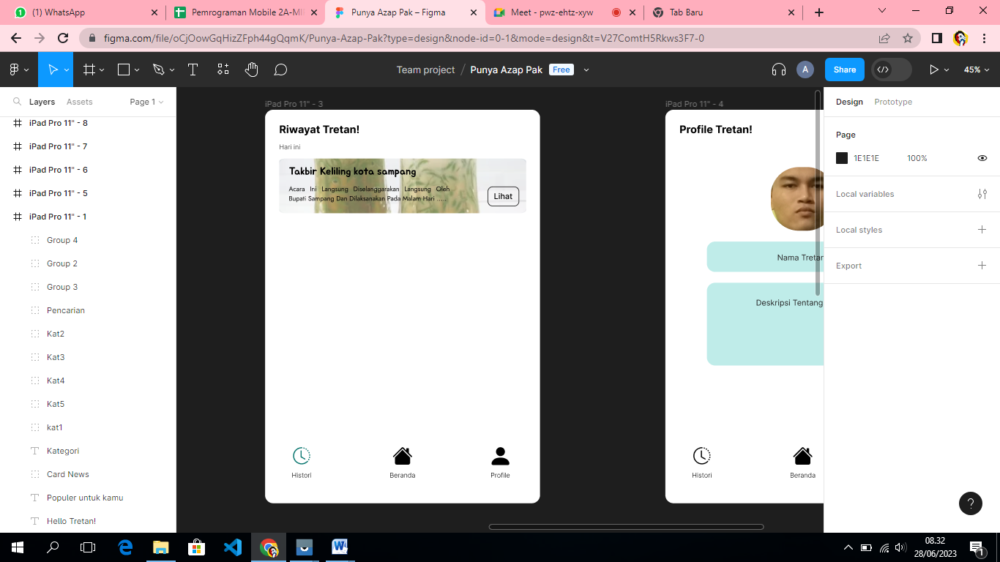 (1) WhatsApp
Pemrograman Mobile 2A-MI
Punya Azap Pak – Figma
Meet - pwz-ehtz-xyw
Tab Baru
figma.com/file/oCjOowGqHizZFph44gQqmK/Punya-Azap-Pak?type=design&node-id=0-1&mode=design&t=V27ComtH5Rkws3F7-0
Team project / Punya Azap Pak Free
A
Share
45%
Layers Assets Page 1
iPad Pro 11" - 8
iPad Pro 11" - 7
iPad Pro 11" - 6
iPad Pro 11" - 5
iPad Pro 11" - 1
Group 4
Group 2
Group 3
Pencarian
Kat2
Kat3
Kat4
Kat5
kat1
Kategori
Card News
Populer untuk kamu
Hello Tretan!
iPad Pro 11" - 3
Riwayat Tretan!
Hari ini
Takbir Keliling kota sampang
Acara Ini Langsung Diselanggarakan Langsung Oleh
Bupati Sampang Dan Dilaksanakan Pada Malam Hari .....
Lihat
Histori
Beranda
Profile
iPad Pro 11" - 4
Profile Tretan!
Nama Tretan
Deskripsi Tentang
Histori
Beranda
Design Prototype
Page
1E1E1E 100%
Local variables
Local styles
Export
?
08.32
28/06/2023
1